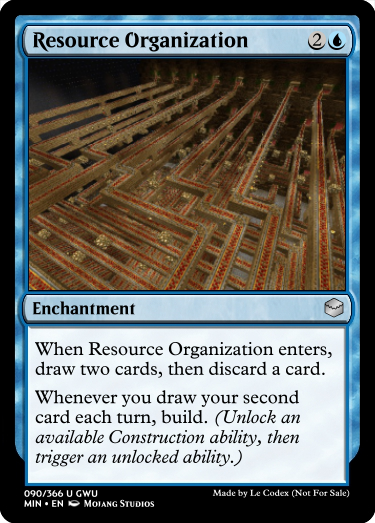 Resource Organization 2
Enchantment
When Resource Organization enters,
draw two cards, then discard a card.
Whenever you draw your second
card each turn, build. (Unlock an
available Construction ability, then
trigger an unlocked ability.)
090/366 U GWU
MIN • EN Mojang Studios
Made by Le Codex (Not For Sale)